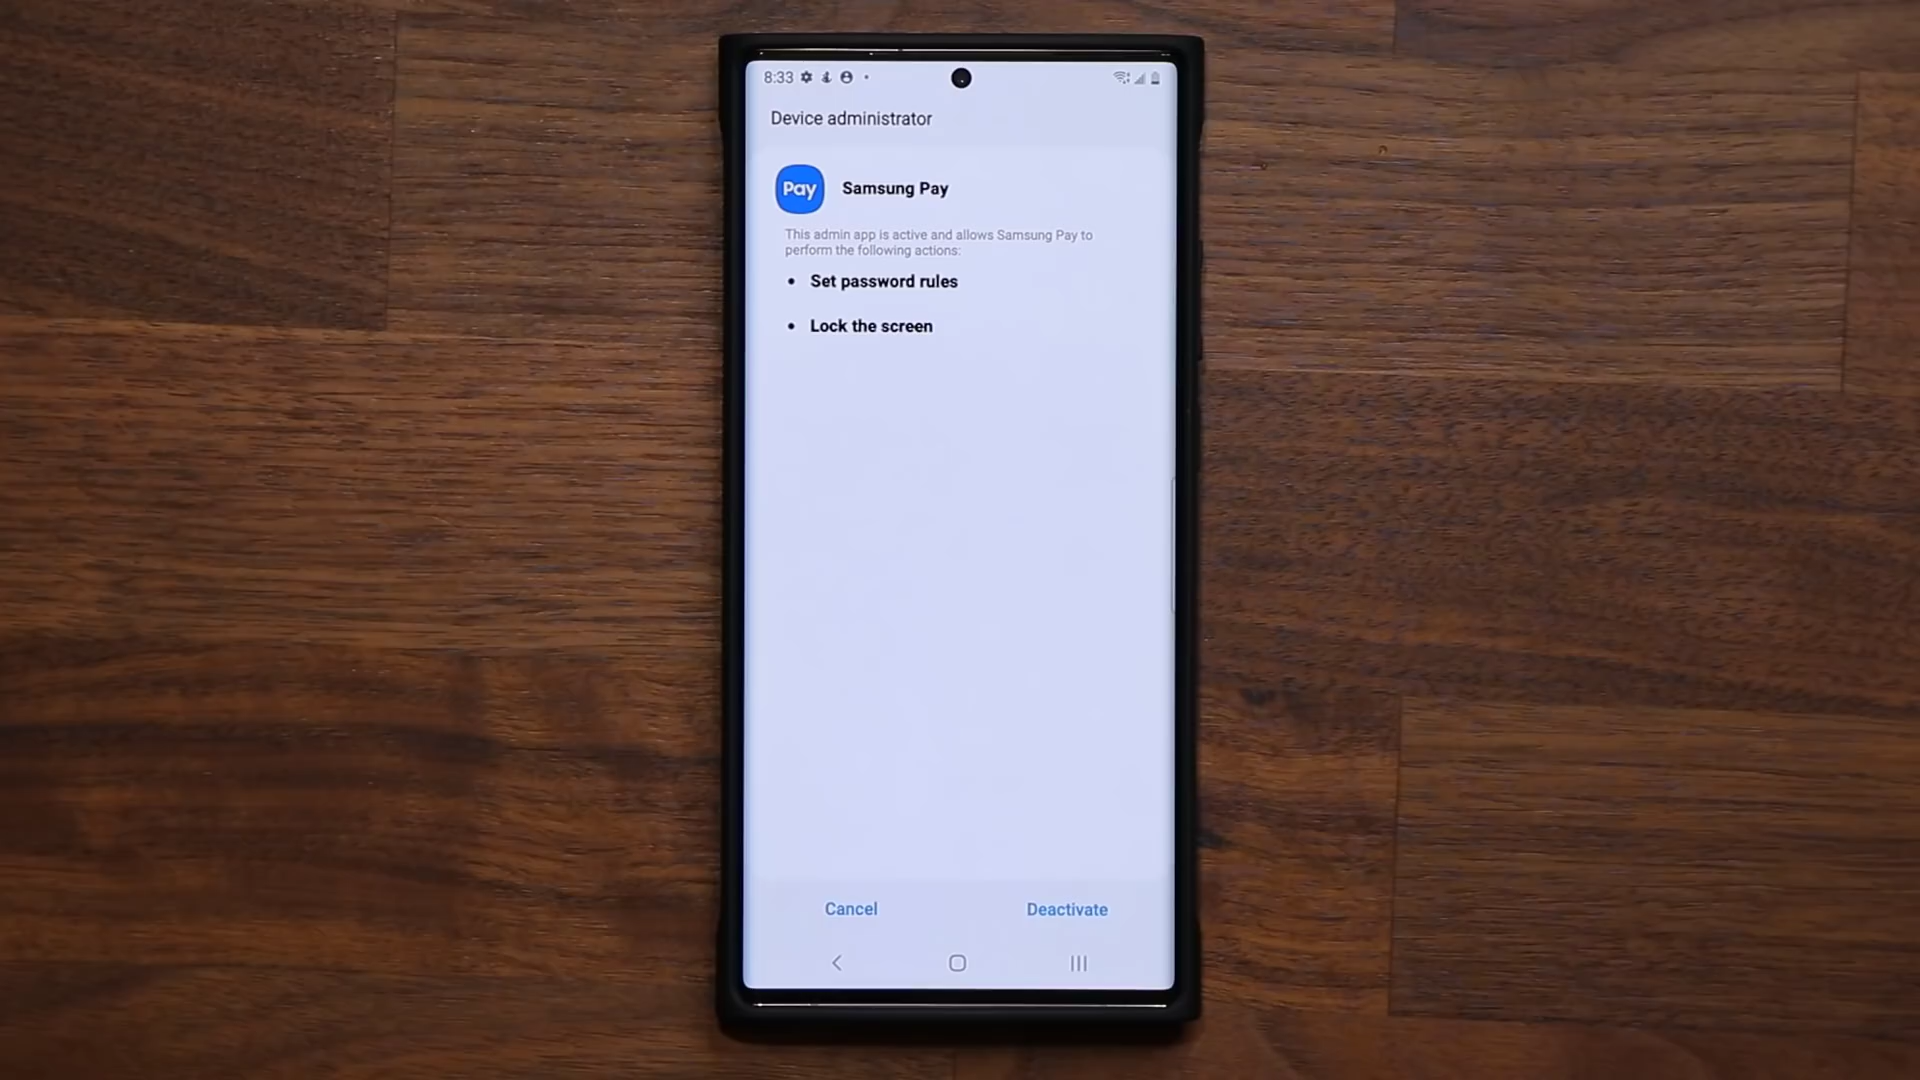 8:33
Device administrator
Pay
Samsung Pay
This admin app is active and allows Samsung Pay to
perform the following actions:
• Set password rules
• Lock the screen
Cancel
Deactivate